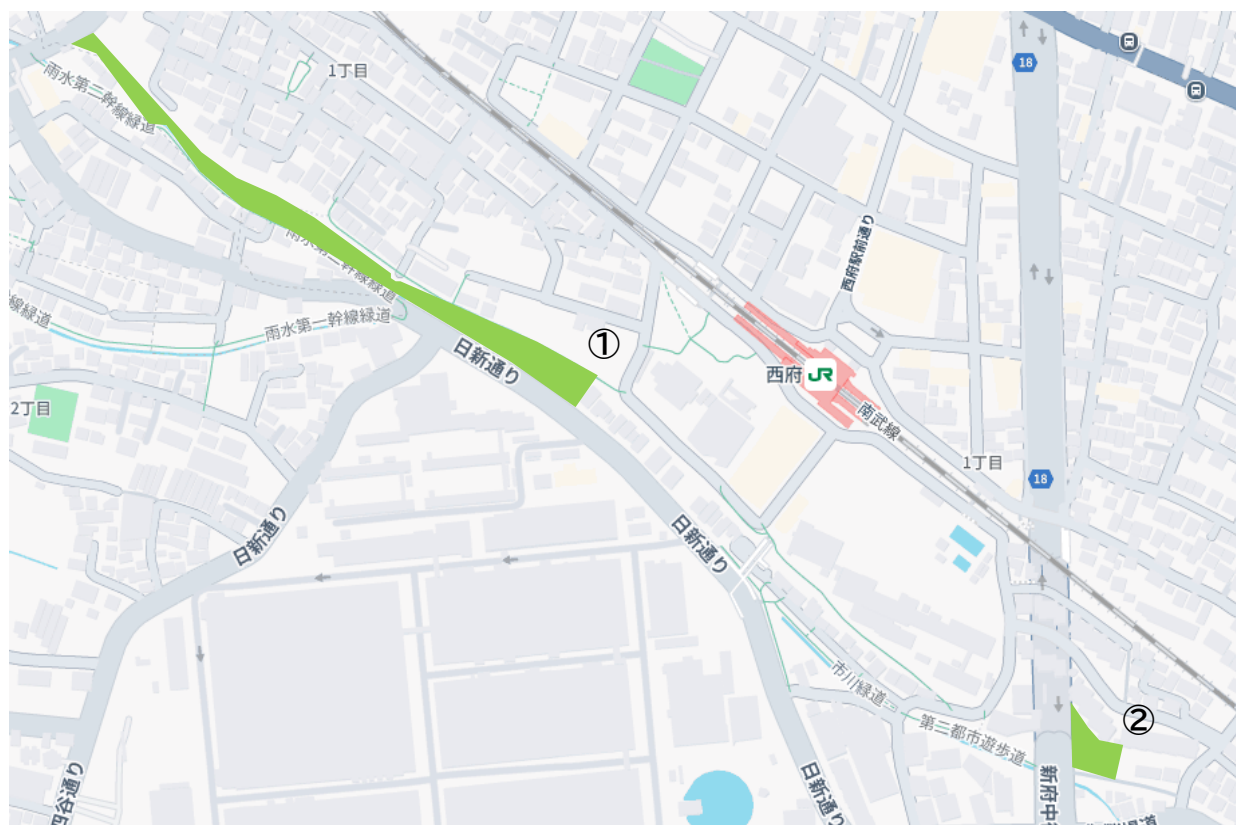 1丁目
18
雨水第二幹線緑道
西府駅前通り
雨水第二幹線緑道
雨水第一幹線緑道
線緑道
①
日新通り
西府 JR
南武線
2丁目
1丁目
18
日新通り
日新通り
市川緑道
第二都市遊歩道
②
日新通り
四谷通り
新府中